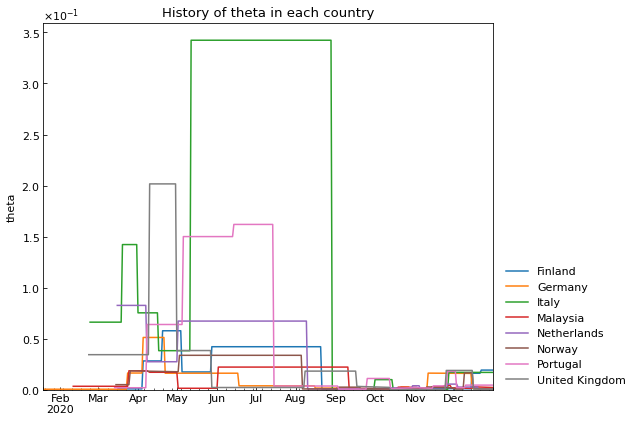 History of theta in each country
×10⁻¹
3.5
3.0
2.5
2.0
1.5
1.0
0.5
0.0
theta
Feb Mar Apr May Jun Jul Aug Sep Oct Nov Dec
2020
Finland
Germany
Italy
Malaysia
Netherlands
Norway
Portugal
United Kingdom